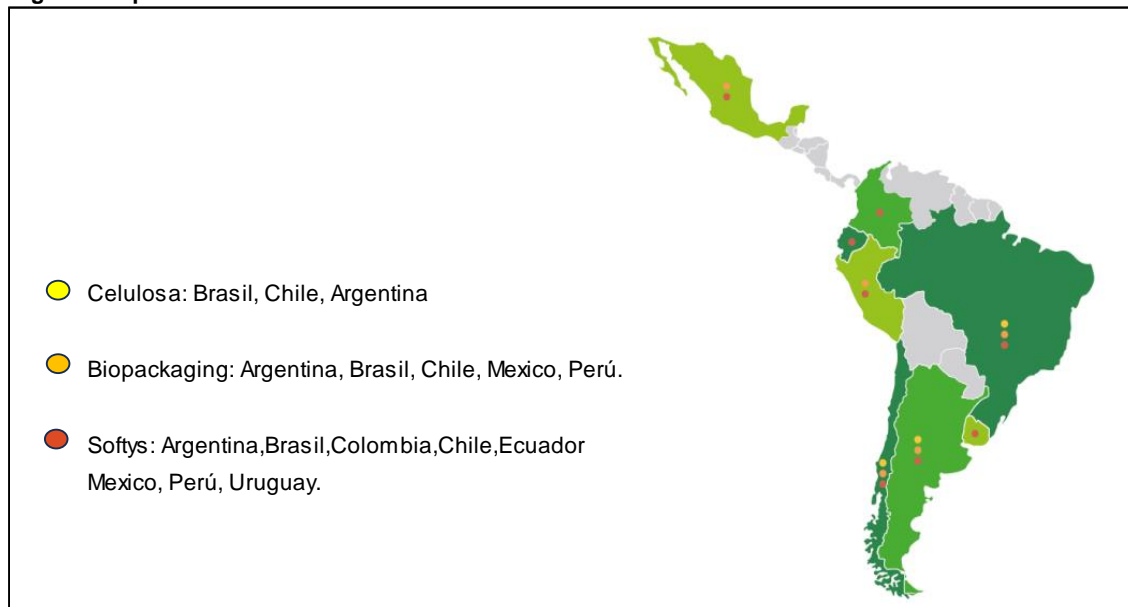 Celulosa: Brasil, Chile, Argentina
Biopackaging: Argentina, Brasil, Chile, Mexico, Perú.
Softys: Argentina,Brasil,Colombia,Chile,Ecuador
Mexico, Perú, Uruguay.